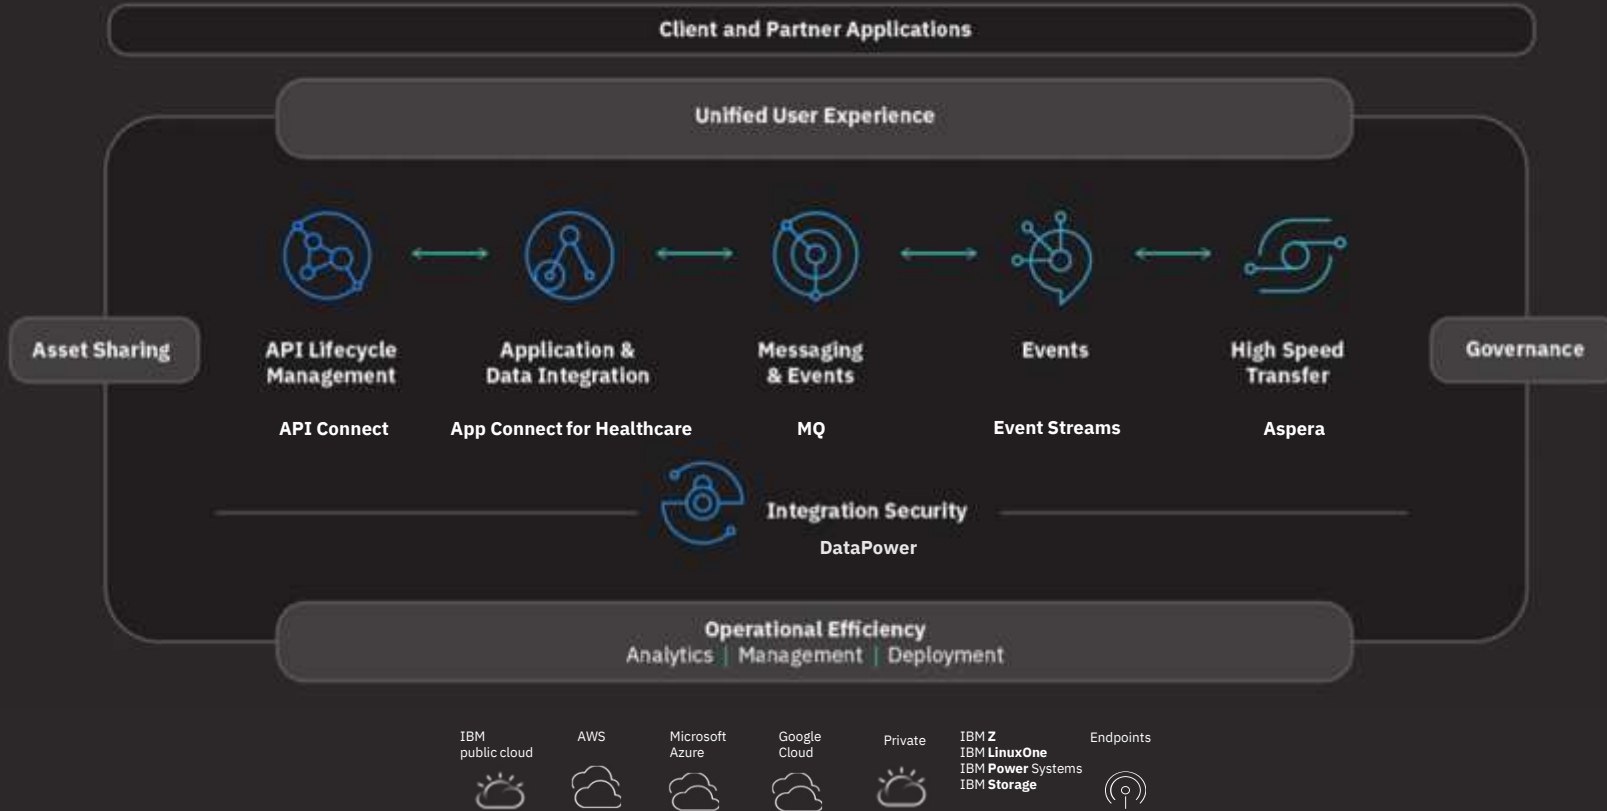 Client and Partner Applications
Unified User Experience
Asset Sharing
API Lifecycle
Management
API Connect
Application &
Data Integration
App Connect for Healthcare
Messaging
& Events
MQ
Events
Event Streams
High Speed
Transfer
Aspera
Governance
Integration Security
DataPower
Operational Efficiency
Analytics | Management | Deployment
IBM
public cloud
AWS
Microsoft
Azure
Google
Cloud
Private
IBM Z
IBM LinuxOne
IBM Power Systems
IBM Storage
Endpoints